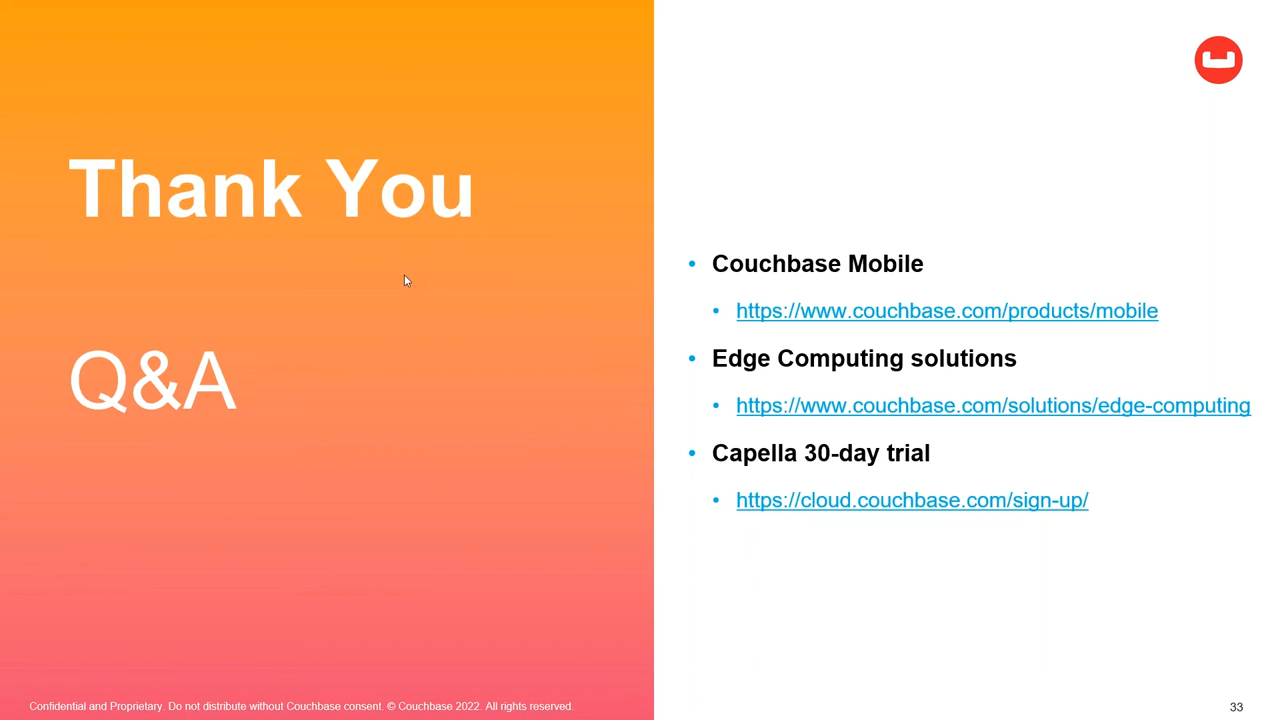 Thank You
Q&A
Couchbase Mobile
https://www.couchbase.com/products/mobile
Edge Computing solutions
https://www.couchbase.com/solutions/edge-computing
Capella 30-day trial
https://cloud.couchbase.com/sign-up/
Confidential and Proprietary. Do not distribute without Couchbase consent. © Couchbase 2022. All rights reserved.
33